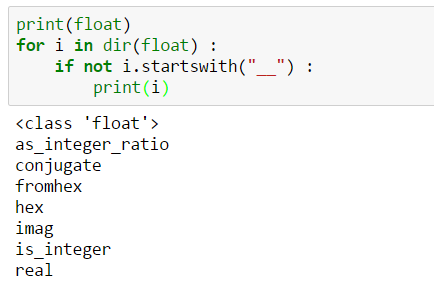 print(float)
for i in dir(float) :
    if not i.startswith("__") :
        print(i)
<class 'float'>
as_integer_ratio
conjugate
fromhex
hex
imag
is_integer
real